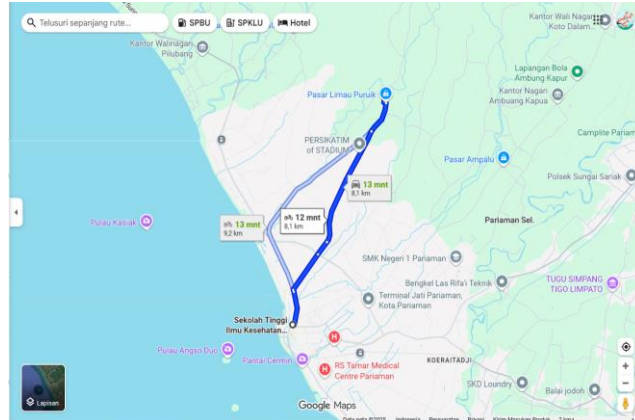 Telusuri sepanjang rute...
SPBU
SPKLU
Hotel
Kantor Wali Nagari
Koto Dalam...
Kantor Walinagari
Pilubang
Lapangan Bola
Ambung Kapur
Pasar Limau Puruik
Kantor Nagari
Ambuang Kapua
PERSIKATIM
of STADIUM
Camplite Pariam
Pasar Ampalu
Polsek Sungai Sariak
13 mnt
8,1 km
Pulau Kasiak
13 mnt
9,2 km
12 mnt
8,1 km
Pariaman Sel.
SMK Negeri 1 Pariaman
Bengkel Las Rifa'i Teknik
TUGU SIMPANG
TIGO LIMPATO
Terminal Jati Pariaman,
Kota Pariaman
Sekolah Tinggi
Ilmu Kesehatan...
Pulau Angso Duo
Pantai Cermin
KOERAITADJI
RS Tamar Medical
Centre Pariaman
SKD Loundry
Balai jodoh
Lapisan
Google Maps